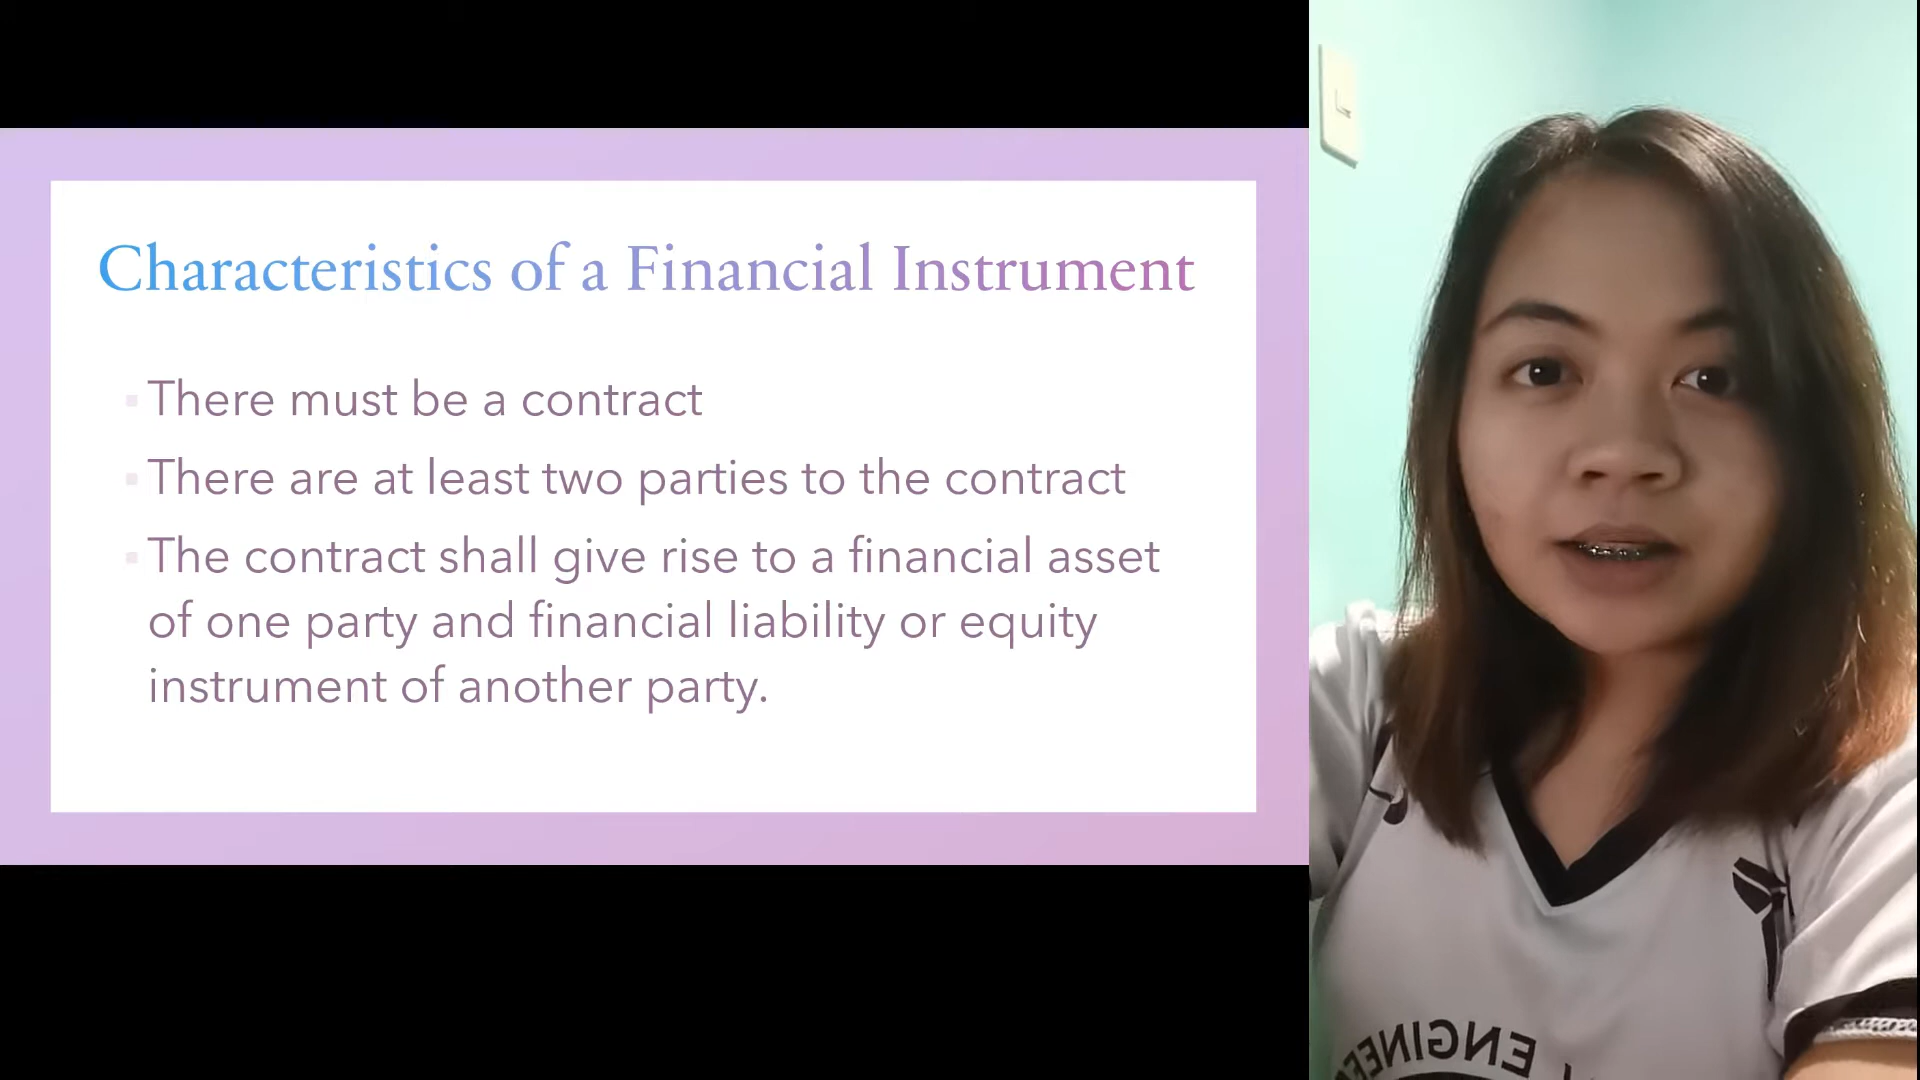 Characteristics of a Financial Instrument
There must be a contract
There are at least two parties to the contract
The contract shall give rise to a financial asset
of one party and financial liability or equity
instrument of another party.